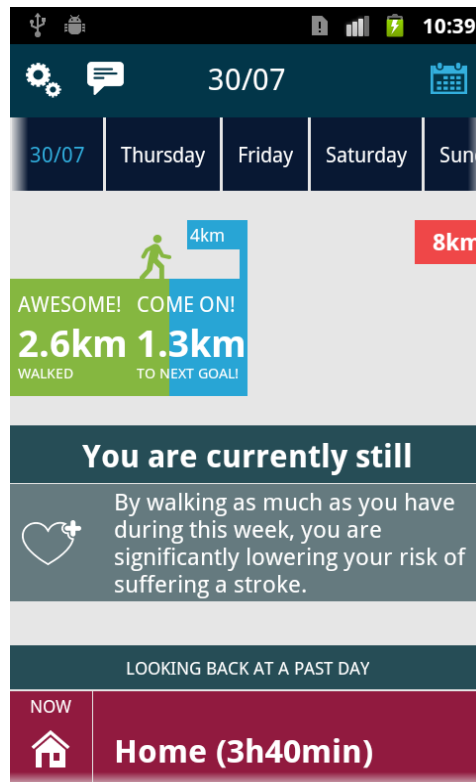 10:39
30/07
30/07 Thursday Friday Saturday Sun
4km
8km
AWESOME! COME ON!
2.6km 1.3km
WALKED TO NEXT GOAL!
You are currently still
By walking as much as you have
during this week, you are
significantly lowering your risk of
suffering a stroke.
LOOKING BACK AT A PAST DAY
NOW
Home (3h40min)